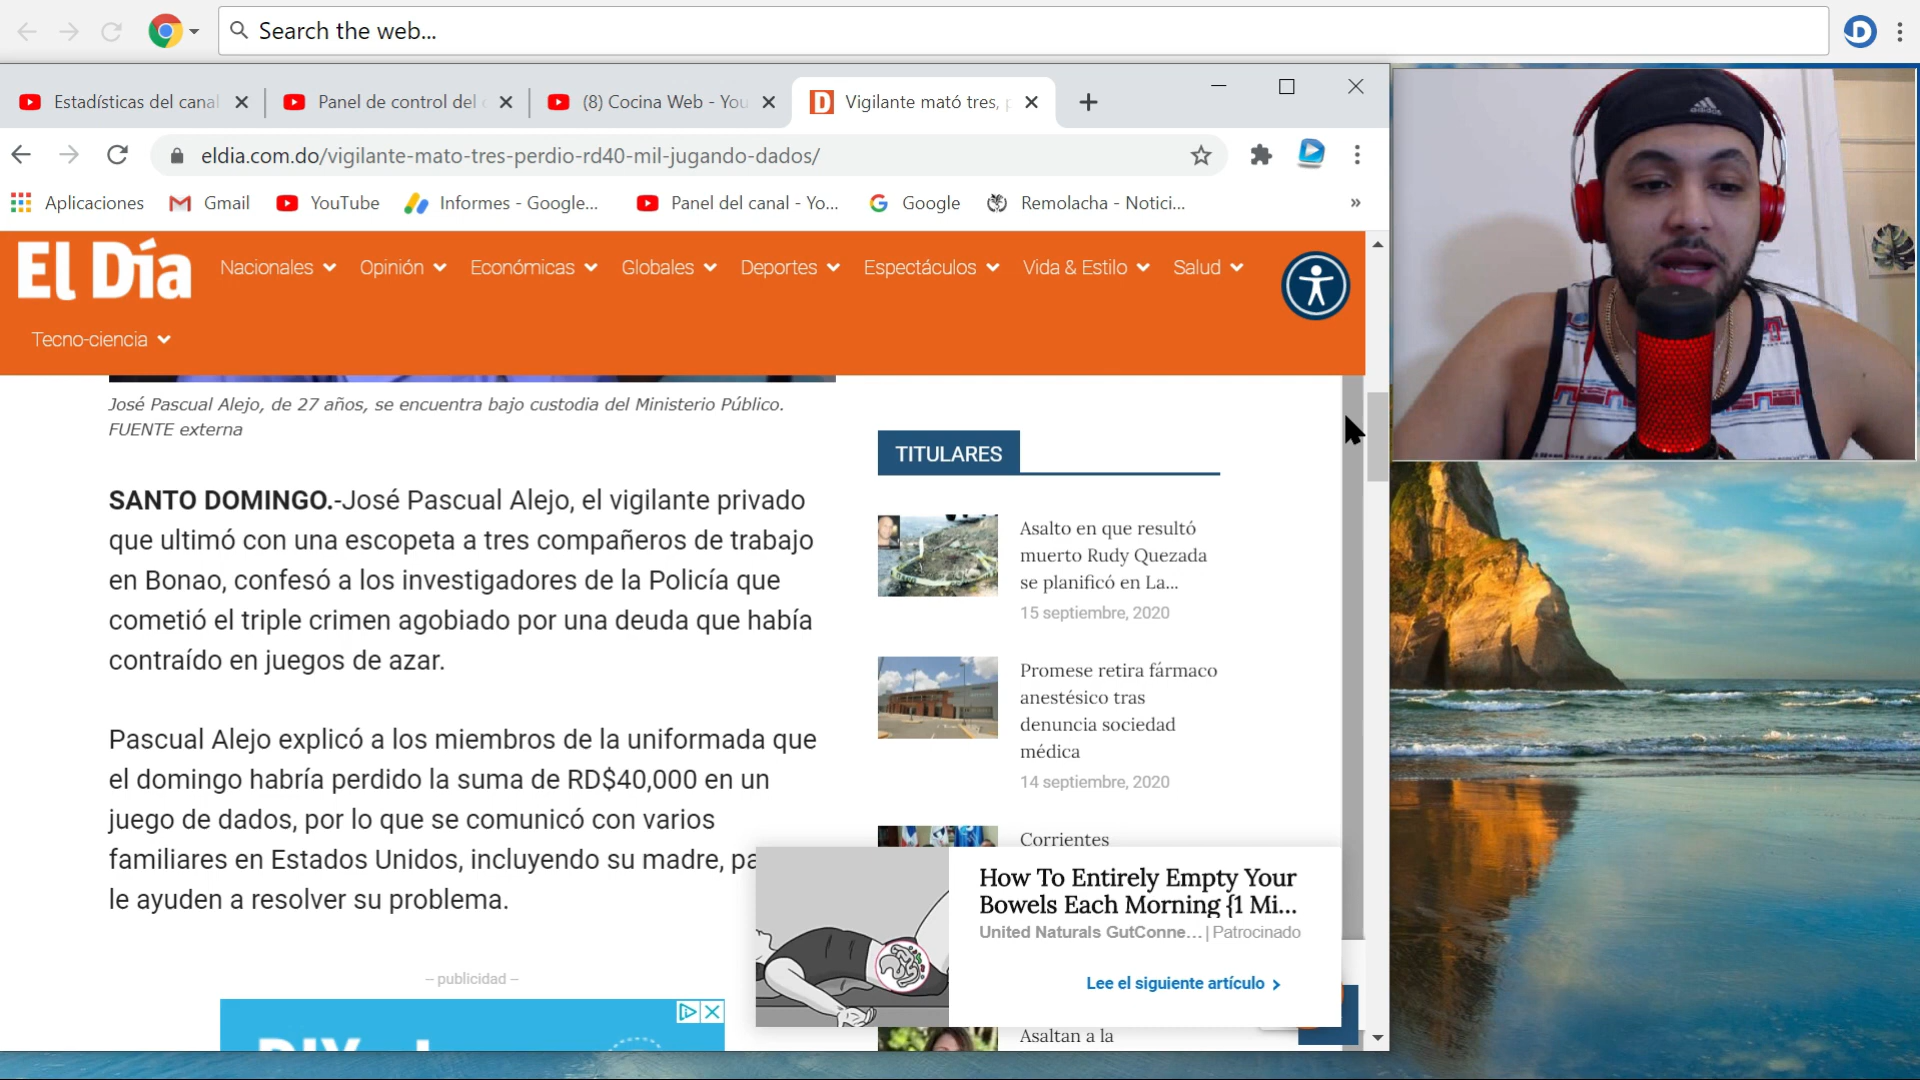 Search the web...
Estadísticas del canal
Panel de control del
(8) Cocina Web - You
Vigilante mató tres, p
eldia.com.do/vigilante-mato-tres-perdio-rd40-mil-jugando-dados/
Aplicaciones
Gmail
YouTube
Informes - Google...
Panel del canal - Yo...
Google
Remolacha - Notici...
»
El Día
Nacionales
Opinión
Económicas
Globales
Deportes
Espectáculos
Vida & Estilo
Salud
Tecno-ciencia
José Pascual Alejo, de 27 años, se encuentra bajo custodia del Ministerio Público.
FUENTE externa
SANTO DOMINGO.-José Pascual Alejo, el vigilante privado
que ultimó con una escopeta a tres compañeros de trabajo
en Bonao, confesó a los investigadores de la Policía que
cometió el triple crimen agobiado por una deuda que había
contraído en juegos de azar.
Pascual Alejo explicó a los miembros de la uniformada que
el domingo habría perdido la suma de RD$40,000 en un
juego de dados, por lo que se comunicó con varios
familiares en Estados Unidos, incluyendo su madre, pa
le ayuden a resolver su problema.
– publicidad –
TITULARES
Asalto en que resultó
muerto Rudy Quezada
se planificó en La...
15 septiembre, 2020
Promese retira fármaco
anestésico tras
denuncia sociedad
médica
14 septiembre, 2020
Corrientes
How To Entirely Empty Your
Bowels Each Morning {1 Mi...
United Naturals GutConne... | Patrocinado
Lee el siguiente artículo
Asaltan a la
adidas